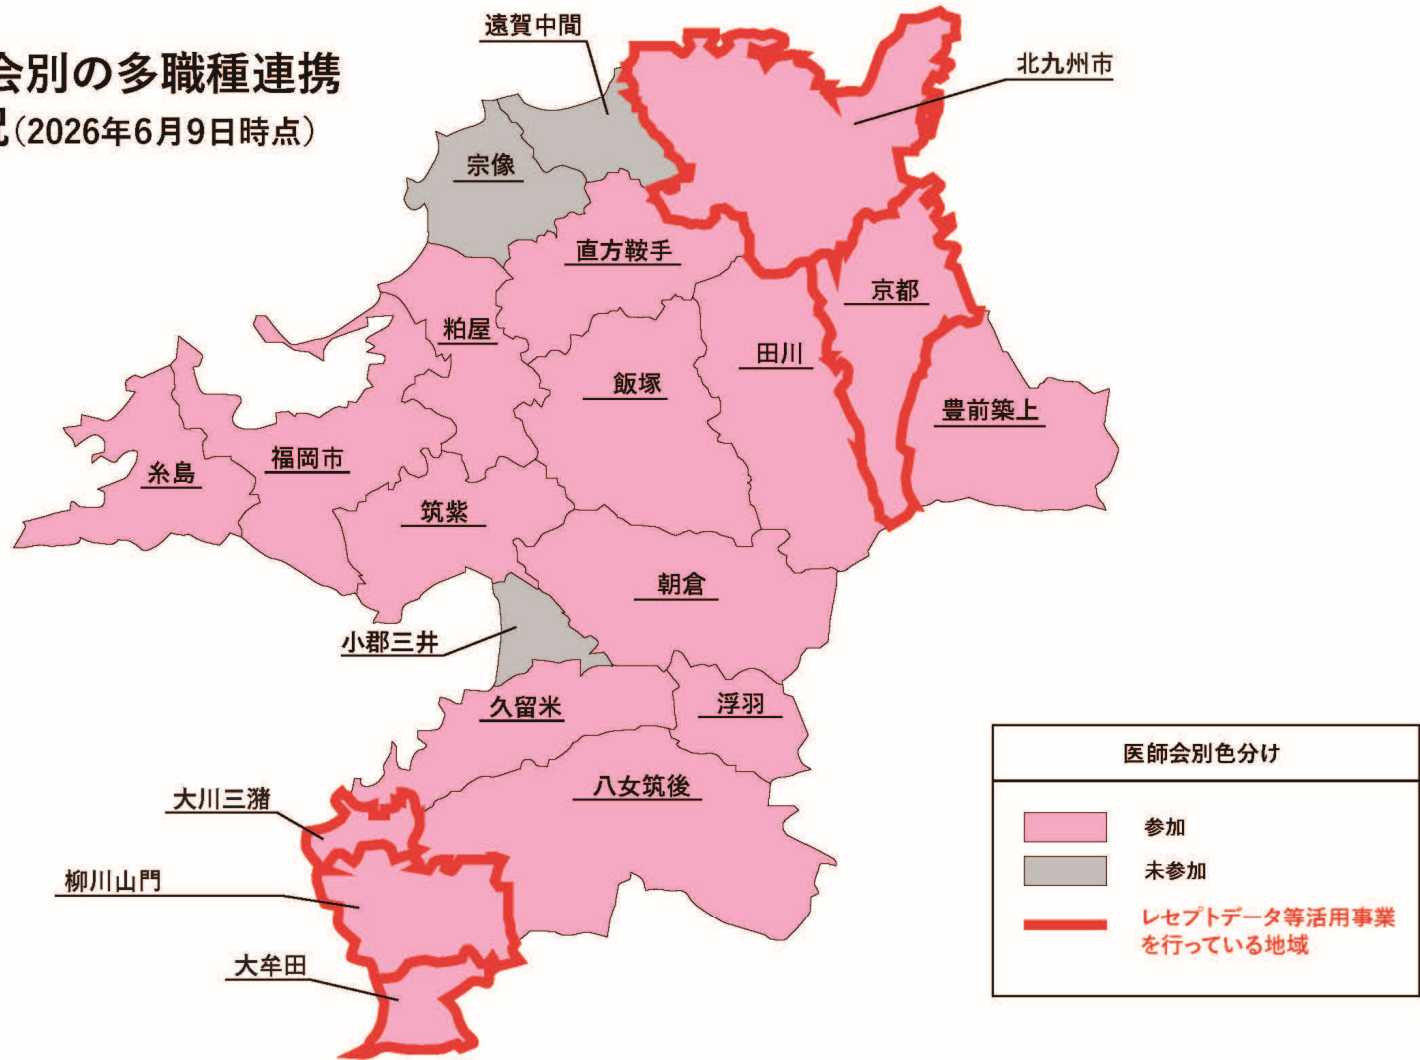 会別の多職種連携
況(2026年6月9日時点)
遠賀中間
北九州市
宗像
直方鞍手
京都
粕屋
田川
飯塚
豊前築上
福岡市
糸島
筑紫
朝倉
小郡三井
久留米
浮羽
八女筑後
大川三潴
柳川山門
大牟田
医師会別色分け
参加
未参加
レセプトデータ等活用事業
を行っている地域